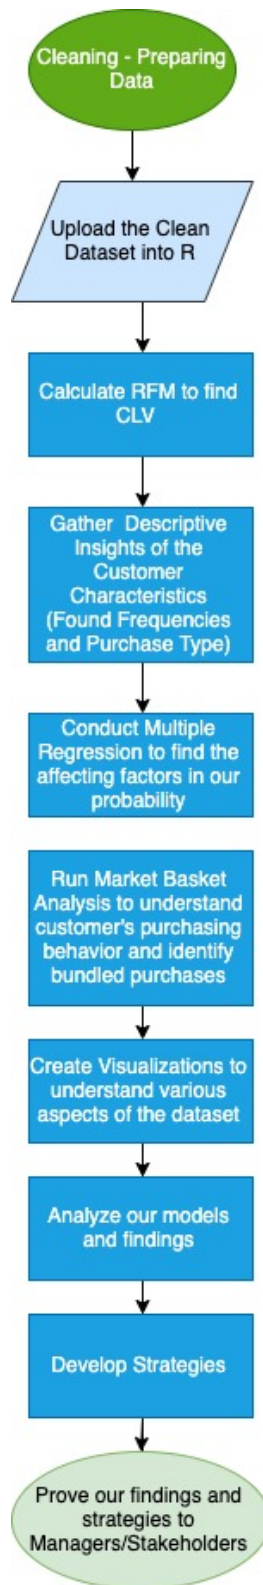 Cleaning - Preparing
Data
Upload the Clean
Dataset into R
Calculate RFM to find
CLV
Gather Descriptive
Insights of the
Customer
Characteristics
(Found Frequencies
and Purchase Type)
Conduct Multiple
Regression to find the
affecting factors in our
probability
Run Market Basket
Analysis to understand
customer's purchasing
behavior and identify
bundled purchases
Create Visualizations to
understand various
aspects of the dataset
Analyze our models
and findings
Develop Strategies
Prove our findings and
strategies to
Managers/Stakeholders